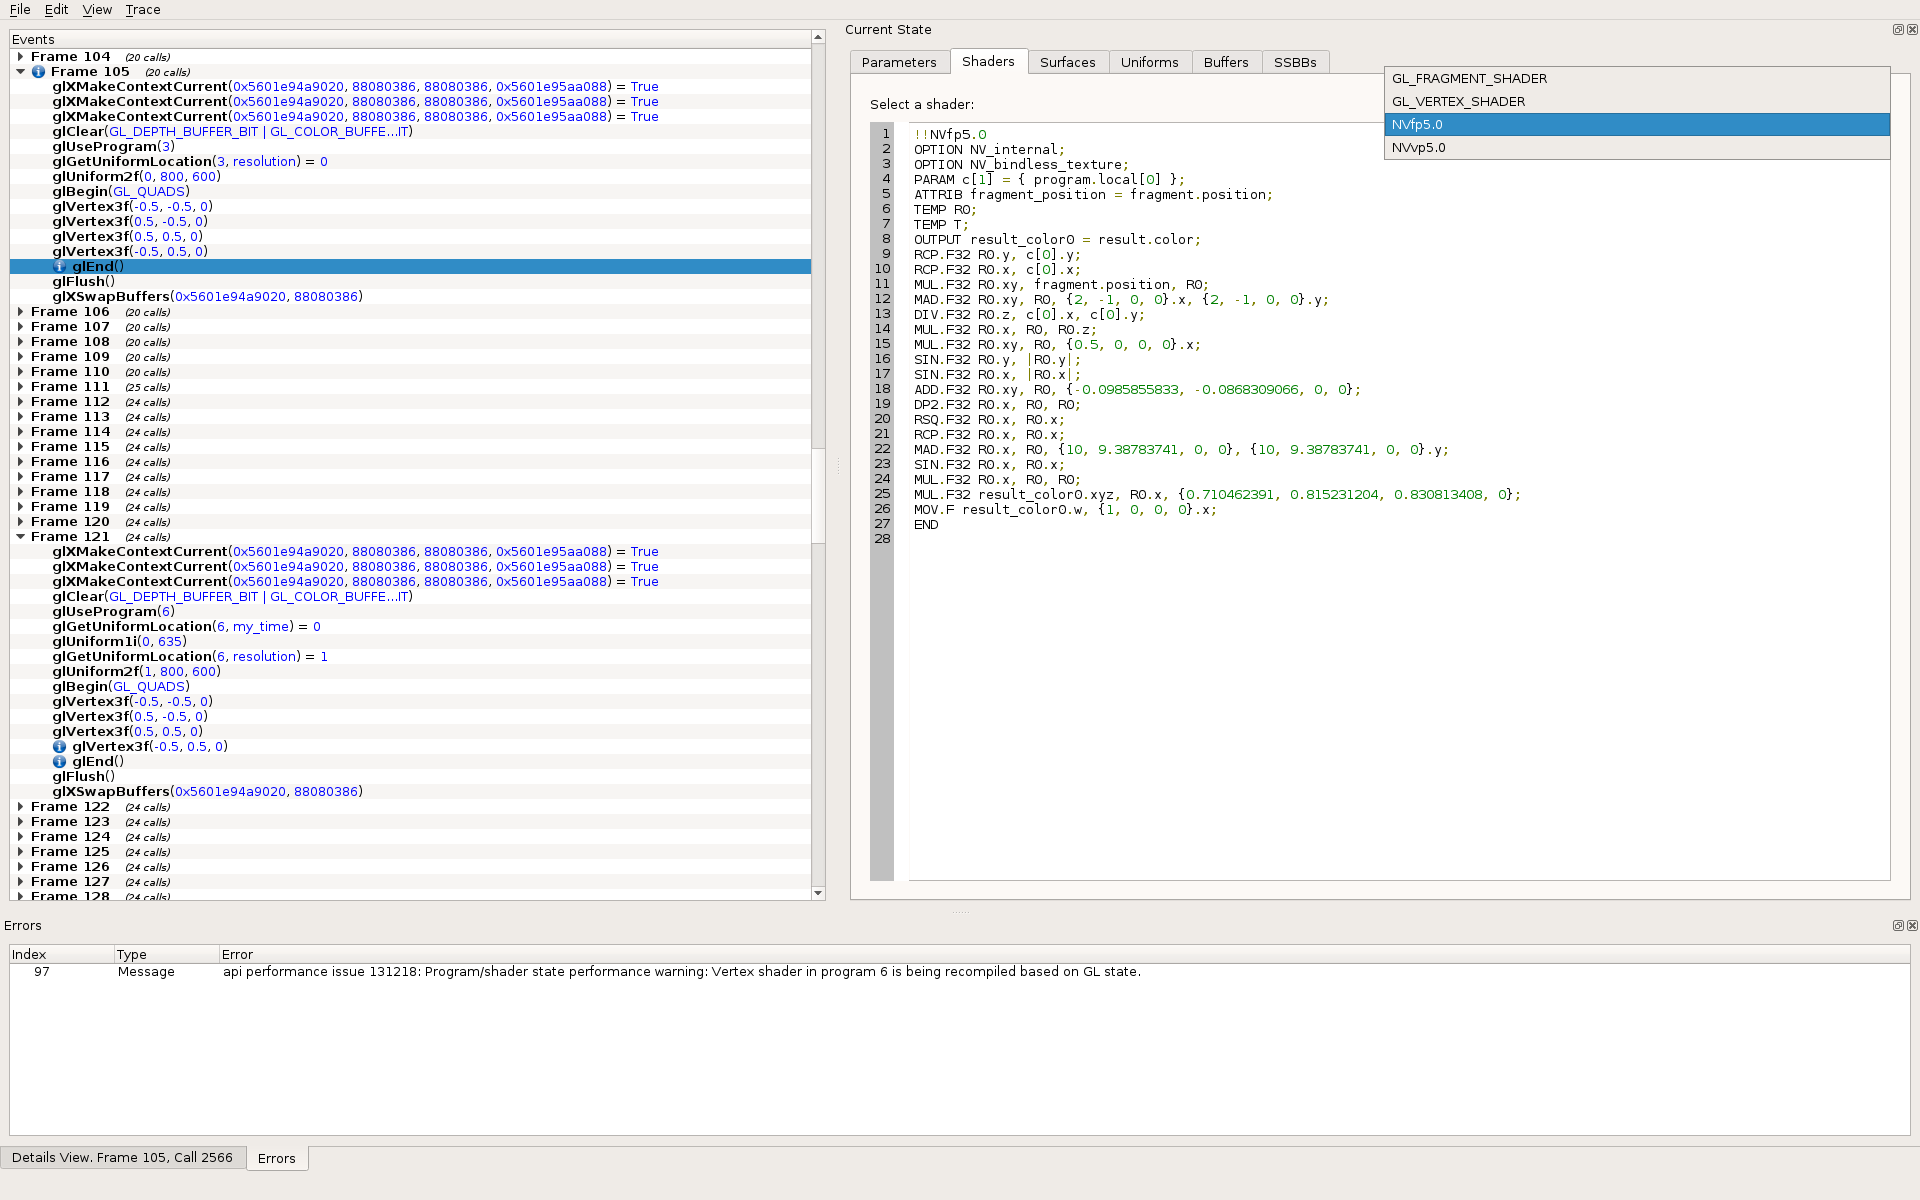 File Edit View Trace
Events
Frame 104 (20 calls)
Frame 105 (20 calls)
glXMakeContextCurrent(0x5601e94a9020, 88080386, 88080386, 0x5601e95aa088) = True
glXMakeContextCurrent(0x5601e94a9020, 88080386, 88080386, 0x5601e95aa088) = True
glXMakeContextCurrent(0x5601e94a9020, 88080386, 88080386, 0x5601e95aa088) = True
glClear(GL_DEPTH_BUFFER_BIT | GL_COLOR_BUFFE...IT)
glUseProgram(3)
glGetUniformLocation(3, resolution) = 0
glUniform2f(0, 800, 600)
glBegin(GL_QUADS)
glVertex3f(-0.5, -0.5, 0)
glVertex3f(0.5, -0.5, 0)
glVertex3f(0.5, 0.5, 0)
glVertex3f(-0.5, 0.5, 0)
glEnd()
glFlush()
glXSwapBuffers(0x5601e94a9020, 88080386)
Frame 106 (20 calls)
Frame 107 (20 calls)
Frame 108 (20 calls)
Frame 109 (20 calls)
Frame 110 (20 calls)
Frame 111 (25 calls)
Frame 112 (24 calls)
Frame 113 (24 calls)
Frame 114 (24 calls)
Frame 115 (24 calls)
Frame 116 (24 calls)
Frame 117 (24 calls)
Frame 118 (24 calls)
Frame 119 (24 calls)
Frame 120 (24 calls)
Frame 121 (24 calls)
glXMakeContextCurrent(0x5601e94a9020, 88080386, 88080386, 0x5601e95aa088) = True
glXMakeContextCurrent(0x5601e94a9020, 88080386, 88080386, 0x5601e95aa088) = True
glXMakeContextCurrent(0x5601e94a9020, 88080386, 88080386, 0x5601e95aa088) = True
glClear(GL_DEPTH_BUFFER_BIT | GL_COLOR_BUFFE...IT)
glUseProgram(6)
glGetUniformLocation(6, my_time) = 0
glUniform1i(0, 635)
glGetUniformLocation(6, resolution) = 1
glUniform2f(1, 800, 600)
glBegin(GL_QUADS)
glVertex3f(-0.5, -0.5, 0)
glVertex3f(0.5, -0.5, 0)
glVertex3f(0.5, 0.5, 0)
glVertex3f(-0.5, 0.5, 0)
glEnd()
glFlush()
glXSwapBuffers(0x5601e94a9020, 88080386)
Frame 122 (24 calls)
Frame 123 (24 calls)
Frame 124 (24 calls)
Frame 125 (24 calls)
Frame 126 (24 calls)
Frame 127 (24 calls)
Frame 128 (24 calls)
Current State
Parameters Shaders Surfaces Uniforms Buffers SSBBs
Select a shader:
GL_FRAGMENT_SHADER
GL_VERTEX_SHADER
NVfp5.0
NVvp5.0
1 !!NVfp5.0
2 OPTION NV_internal;
3 OPTION NV_bindless_texture;
4 PARAM c[1] = { program.local[0] };
5 ATTRIB fragment_position = fragment.position;
6 TEMP R0;
7 TEMP T;
8 OUTPUT result_color0 = result.color;
9 RCP.F32 R0.y, c[0].y;
10 RCP.F32 R0.x, c[0].x;
11 MUL.F32 R0.xy, fragment.position, R0;
12 MAD.F32 R0.xy, R0, {2, -1, 0, 0}.x, {2, -1, 0, 0}.y;
13 DIV.F32 R0.z, c[0].x, c[0].y;
14 MUL.F32 R0.x, R0, R0.z;
15 MUL.F32 R0.xy, R0, {0.5, 0, 0, 0}.x;
16 SIN.F32 R0.y, |R0.y|;
17 SIN.F32 R0.x, |R0.x|;
18 ADD.F32 R0.xy, R0, {-0.0985855833, -0.0868309066, 0, 0};
19 DP2.F32 R0.x, R0, R0;
20 RSQ.F32 R0.x, R0.x;
21 RCP.F32 R0.x, R0.x;
22 MAD.F32 R0.x, R0, {10, 9.38783741, 0, 0}, {10, 9.38783741, 0, 0}.y;
23 SIN.F32 R0.x, R0.x;
24 MUL.F32 R0.x, R0, R0;
25 MUL.F32 result_color0.xyz, R0.x, {0.710462391, 0.815231204, 0.830813408, 0};
26 MOV.F result_color0.w, {1, 0, 0, 0}.x;
27 END
28
Errors
Index Type Error
97 Message api performance issue 131218: Program/shader state performance warning: Vertex shader in program 6 is being recompiled based on GL state.
Details View. Frame 105, Call 2566 Errors